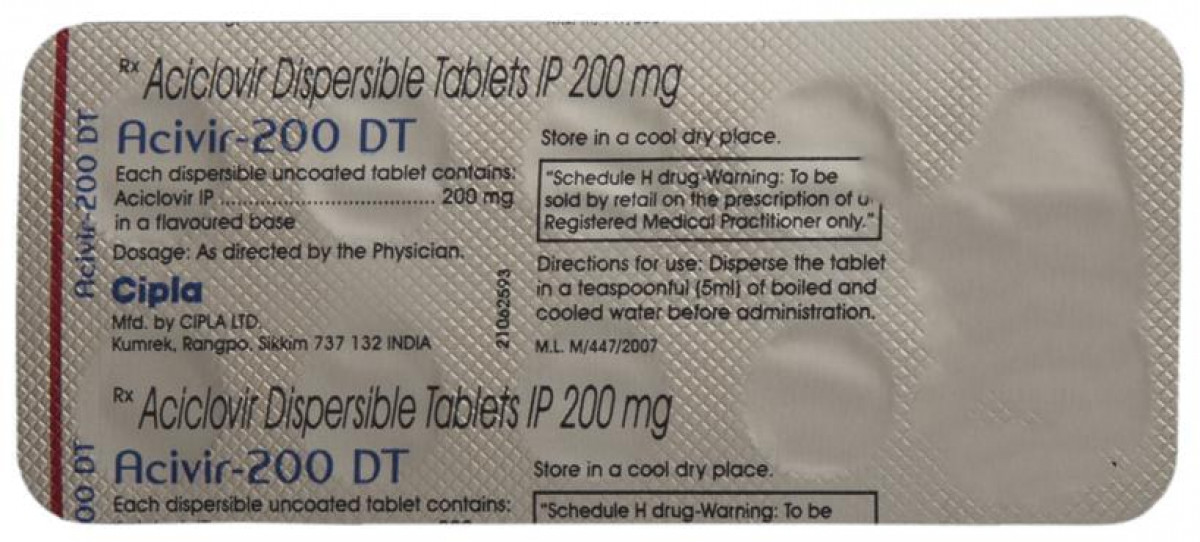 Rx Aciclovir Dispersible Tablets IP 200 mg
Acivir-200 DT
Each dispersible uncoated tablet contains:
Aciclovir IP .................................... 200 mg
in a flavoured base
Dosage: As directed by the Physician.
Cipla
Mfd. by CIPLA LTD.
Kumrek, Rangpo, Sikkim 737 132 INDIA
21062593
Store in a cool dry place.
"Schedule H drug-Warning: To be
sold by retail on the prescription of
Registered Medical Practitioner only."
Directions for use: Disperse the tablet
in a teaspoonful (5ml) of boiled and
cooled water before administration.
M.L. M/447/2007
Acivir-200 DT
Rx Aciclovir Dispersible Tablets IP 200 mg
Acivir-200 DT
Each dispersible uncoated tablet contains:
Store in a cool dry place.
"Schedule H drug-Warning: To be
00 DT